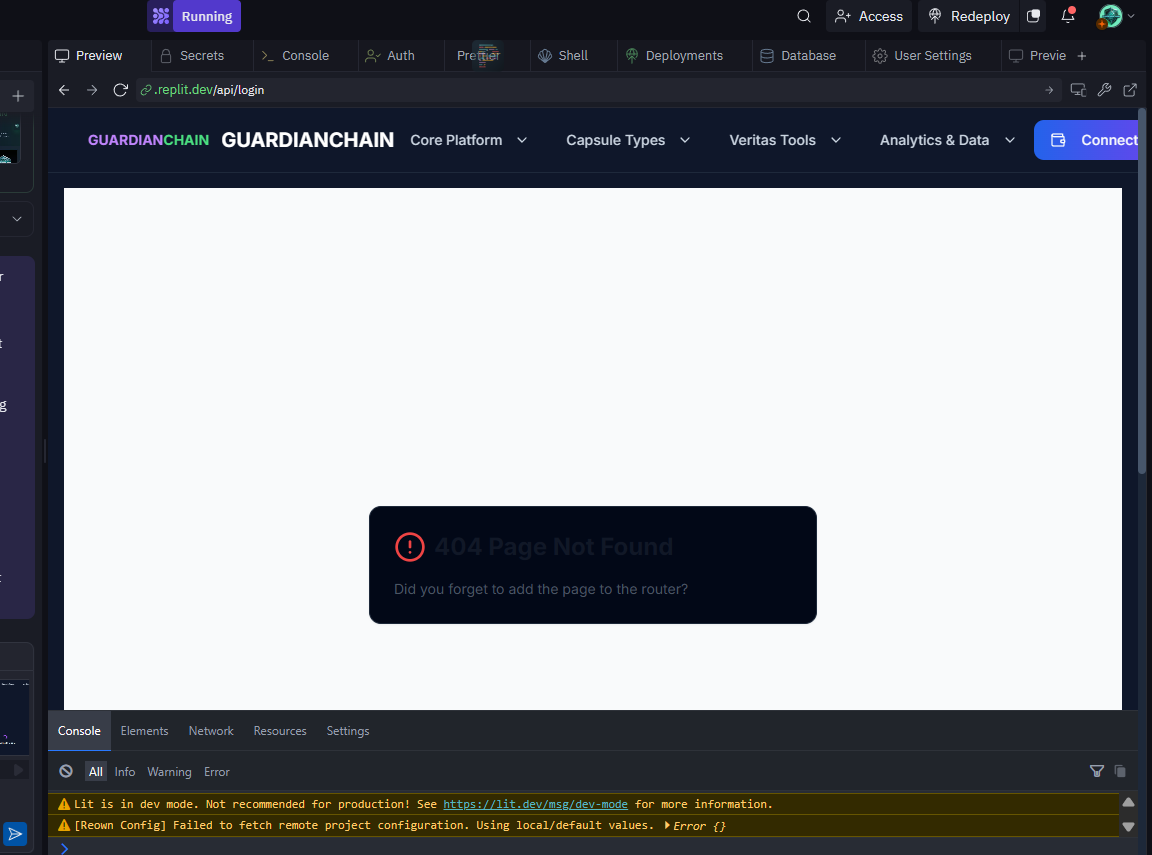 Running
Access
Redeploy
Preview
Secrets
Console
Auth
Prettier
Shell
Deployments
Database
User Settings
Previe
.replit.dev/api/login
GUARDIANCHAIN GUARDIANCHAIN Core Platform Capsule Types Veritas Tools Analytics & Data Connect
404 Page Not Found
Did you forget to add the page to the router?
Console Elements Network Resources Settings
All Info Warning Error
Lit is in dev mode. Not recommended for production! See https://lit.dev/msg/dev-mode for more information.
[Reown Config] Failed to fetch remote project configuration. Using local/default values. Error {}